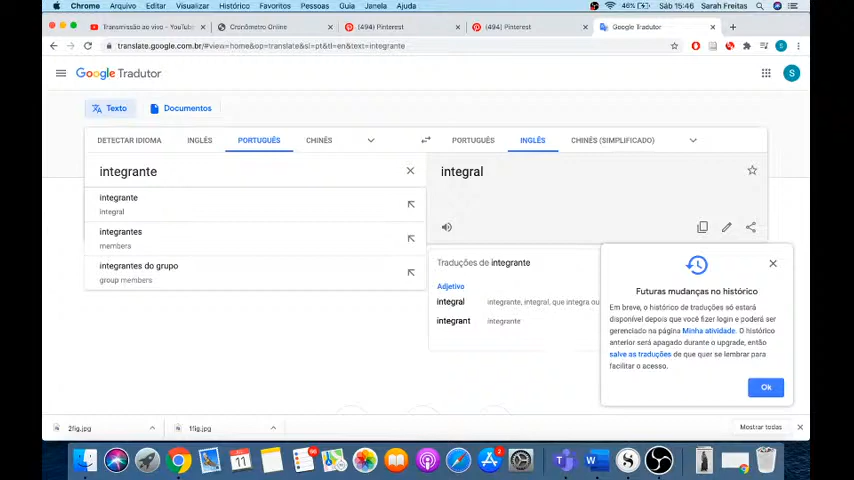 Chrome Arquivo Editar Visualizar Histórico Favoritos Pessoas Guia Janela Ajuda 46% Sáb 15:46 Sarah Freitas
Transmissão ao vivo - YouTube
Cronômetro Online
(494) Pinterest
(494) Pinterest
Google Tradutor
translate.google.com.br/#view=home&op=translate&sl=pt&tl=en&text=integrante
Google Tradutor
S
Texto
Documentos
DETECTAR IDIOMA INGLÊS PORTUGUÊS CHINÊS
PORTUGUÊS INGLÊS CHINÊS (SIMPLIFICADO)
integrante
integral
integrante
integral
integrantes
members
integrantes do grupo
group members
Traduções de integrante
Adjetivo
integral integrante, integral, que integra ou
integrant integrante
Futuras mudanças no histórico
Em breve, o histórico de traduções só estará
disponível depois que você fizer login e poderá ser
gerenciado na página Minha atividade. O histórico
anterior será apagado durante o upgrade, então
salve as traduções de que quer se lembrar para
facilitar o acesso.
Ok
2fig.jpg
1fig.jpg
Mostrar todas
11
2